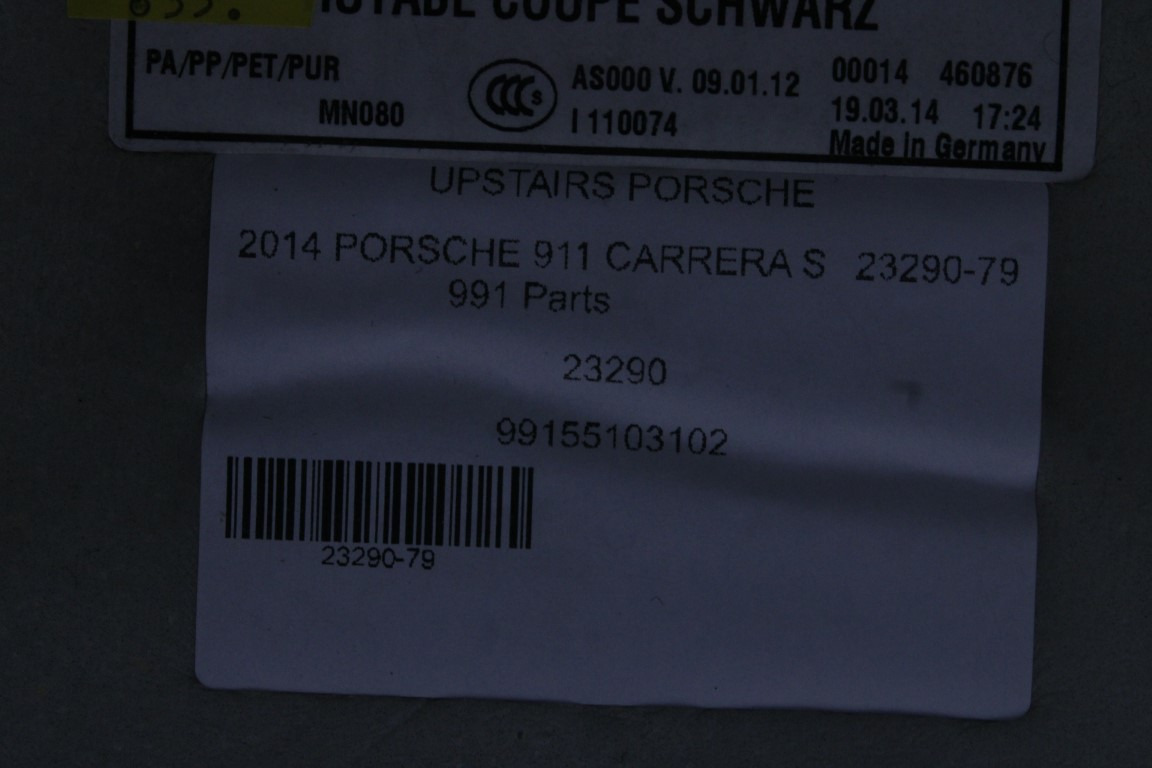 COUPE SCHWARZ
PA/PP/PET/PUR
MN080
CCC S
AS000 V. 09.01.12
I 110074
00014 460876
19.03.14 17:24
Made in Germany
UPSTAIRS PORSCHE
2014 PORSCHE 911 CARRERA S 23290-79
991 Parts
23290
99155103102
23290-79